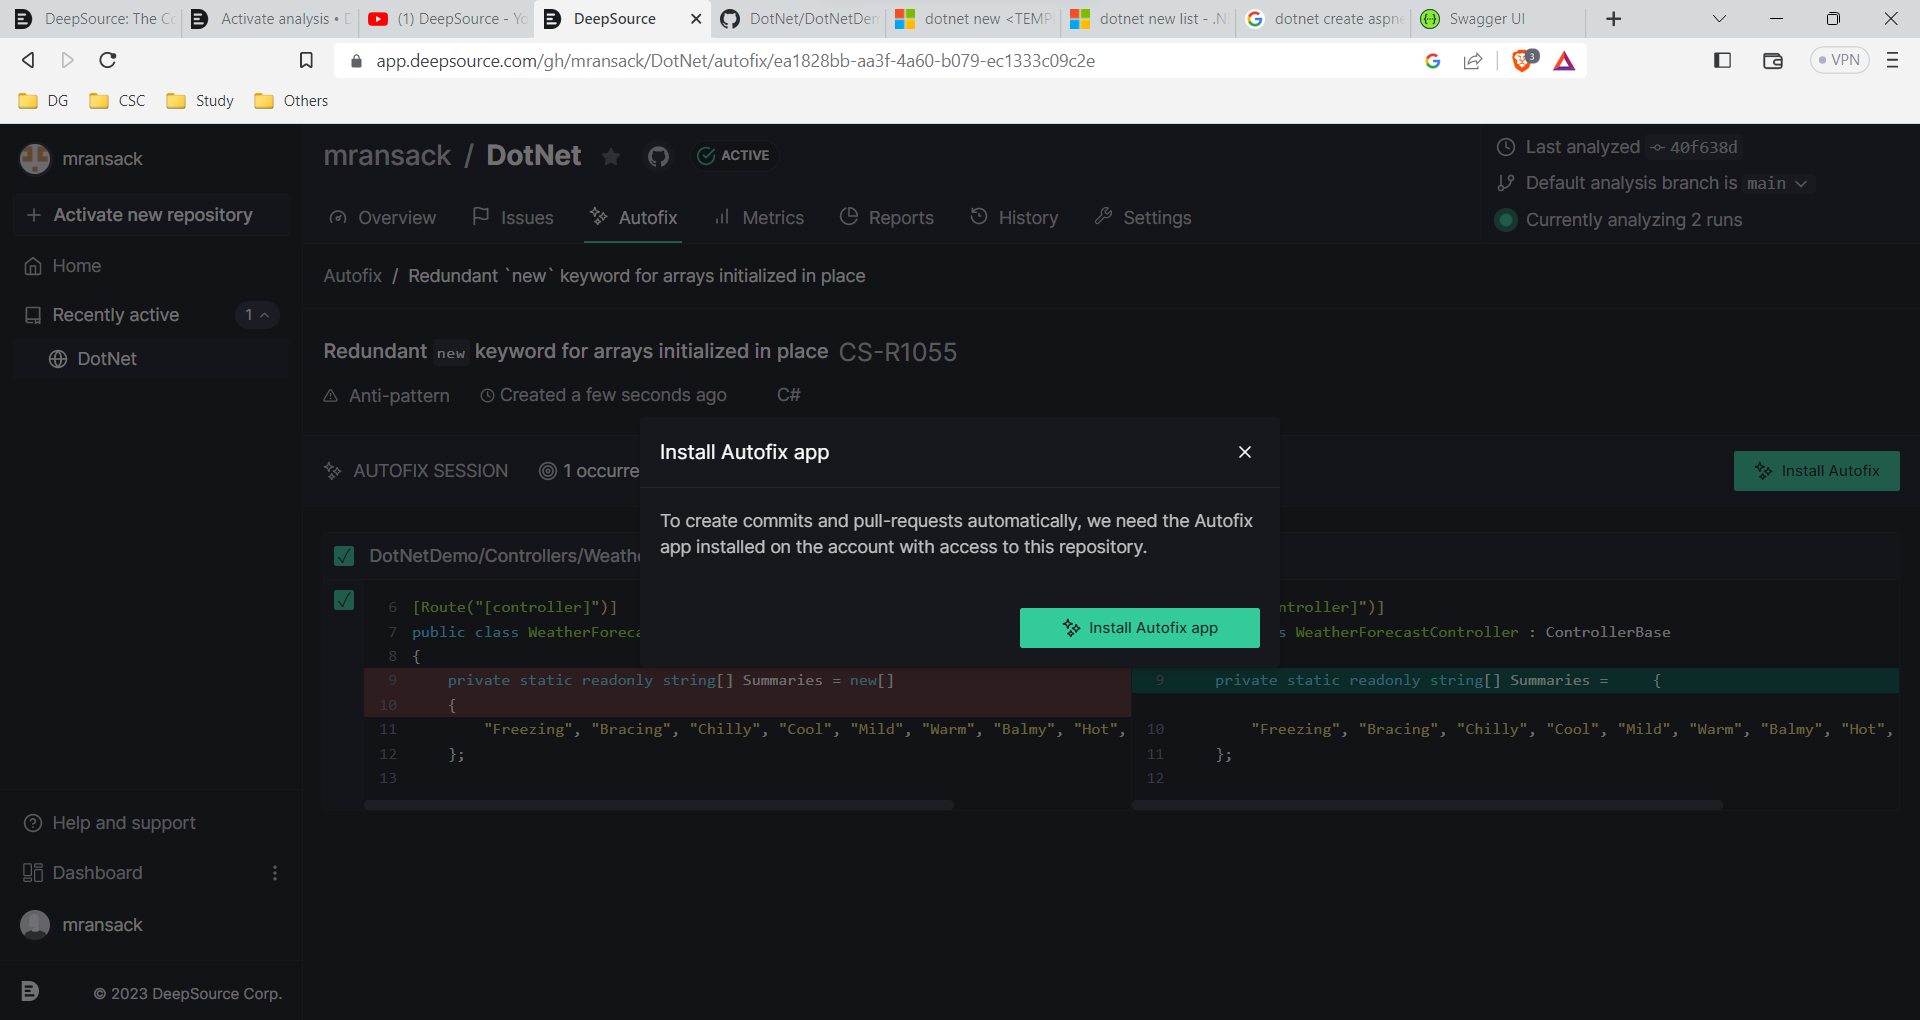 DeepSource: The Co
Activate analysis • D
(1) DeepSource - Yo
DeepSource
DotNet/DotNetDem
dotnet new <TEMP
dotnet new list - .N
dotnet create aspne
Swagger UI
app.deepsource.com/gh/mransack/DotNet/autofix/ea1828bb-aa3f-4a60-b079-ec1333c09c2e
3
VPN
DG
CSC
Study
Others
mransack
Activate new repository
Home
Recently active
1
DotNet
Help and support
Dashboard
mransack
© 2023 DeepSource Corp.
mransack / DotNet
ACTIVE
Last analyzed 40f638d
Default analysis branch is main
Currently analyzing 2 runs
Overview
Issues
Autofix
Metrics
Reports
History
Settings
Autofix / Redundant `new` keyword for arrays initialized in place
Redundant new keyword for arrays initialized in place CS-R1055
Anti-pattern
Created a few seconds ago
C#
AUTOFIX SESSION
1 occurre
Install Autofix
Install Autofix app
To create commits and pull-requests automatically, we need the Autofix
app installed on the account with access to this repository.
Install Autofix app
DotNetDemo/Controllers/Weathe
6 [Route("[controller]")]
7 public class WeatherForeca
8 {
9 private static readonly string[] Summaries = new[]
10 {
11 "Freezing", "Bracing", "Chilly", "Cool", "Mild", "Warm", "Balmy", "Hot",
12 };
13
ntroller]")]
s WeatherForecastController : ControllerBase
9 private static readonly string[] Summaries = {
10 "Freezing", "Bracing", "Chilly", "Cool", "Mild", "Warm", "Balmy", "Hot",
11 };
12